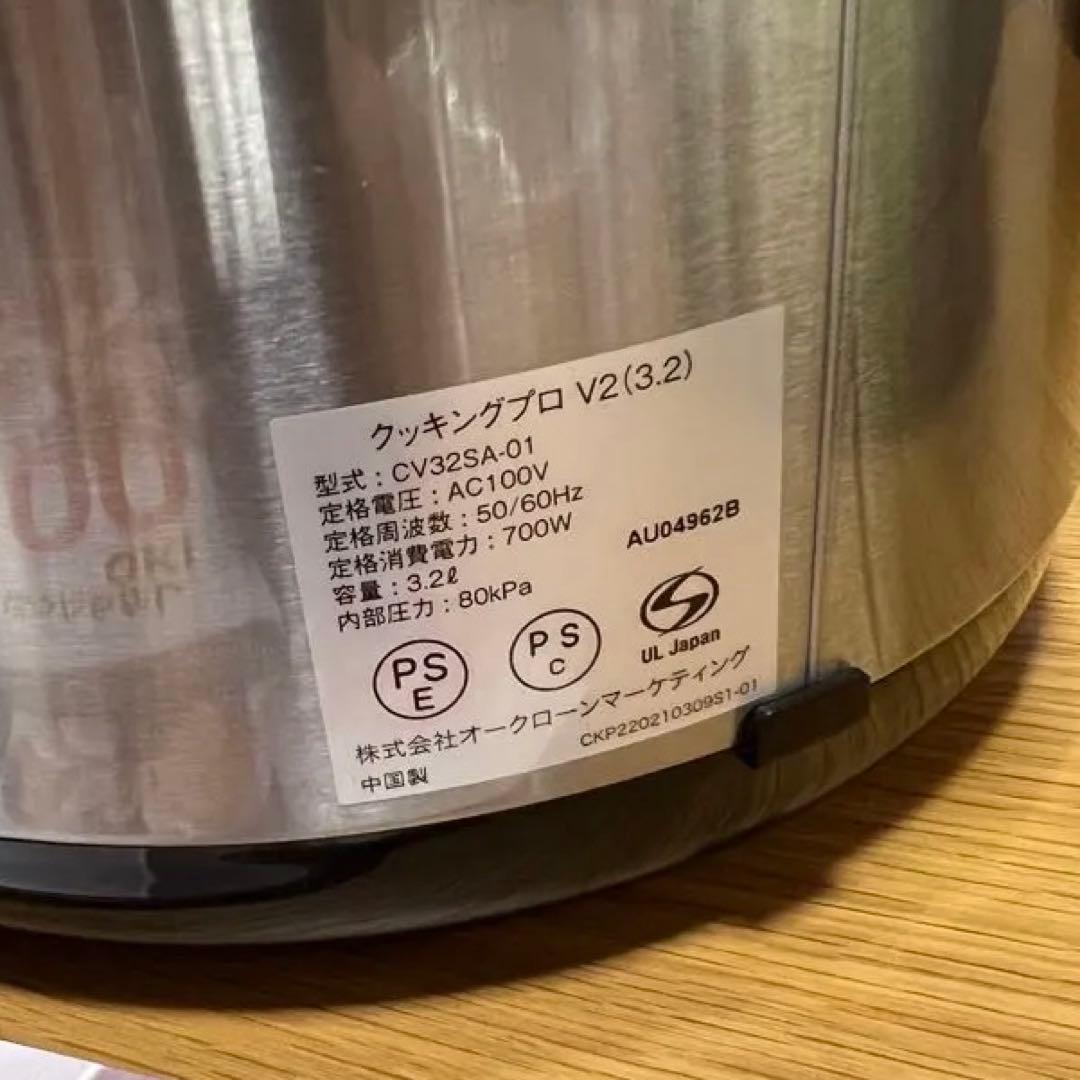 クッキングプロ V2(3.2)
型式：CV32SA-01
定格電圧：AC100V
定格周波数：50/60Hz
定格消費電力：700W
容量：3.2ℓ
内部圧力：80kPa
AU04962B
PS
E
PS
C
S
UL Japan
株式会社オークローンマーケティング
CKP220210309S1-01
中国製